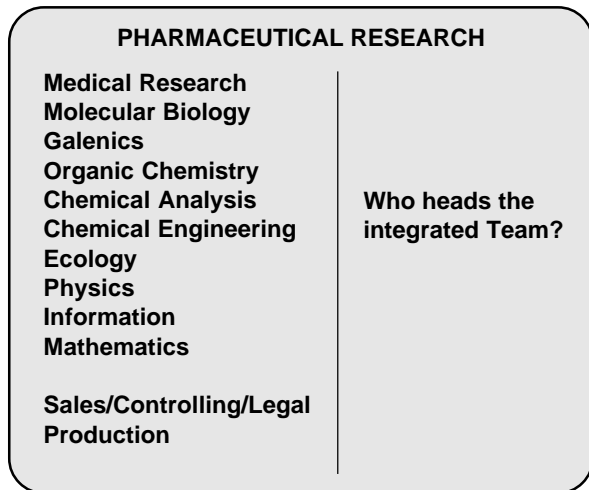 PHARMACEUTICAL RESEARCH
Medical Research
Molecular Biology
Galenics
Organic Chemistry
Chemical Analysis
Chemical Engineering
Ecology
Physics
Information
Mathematics
Sales/Controlling/Legal
Production
Who heads the
integrated Team?